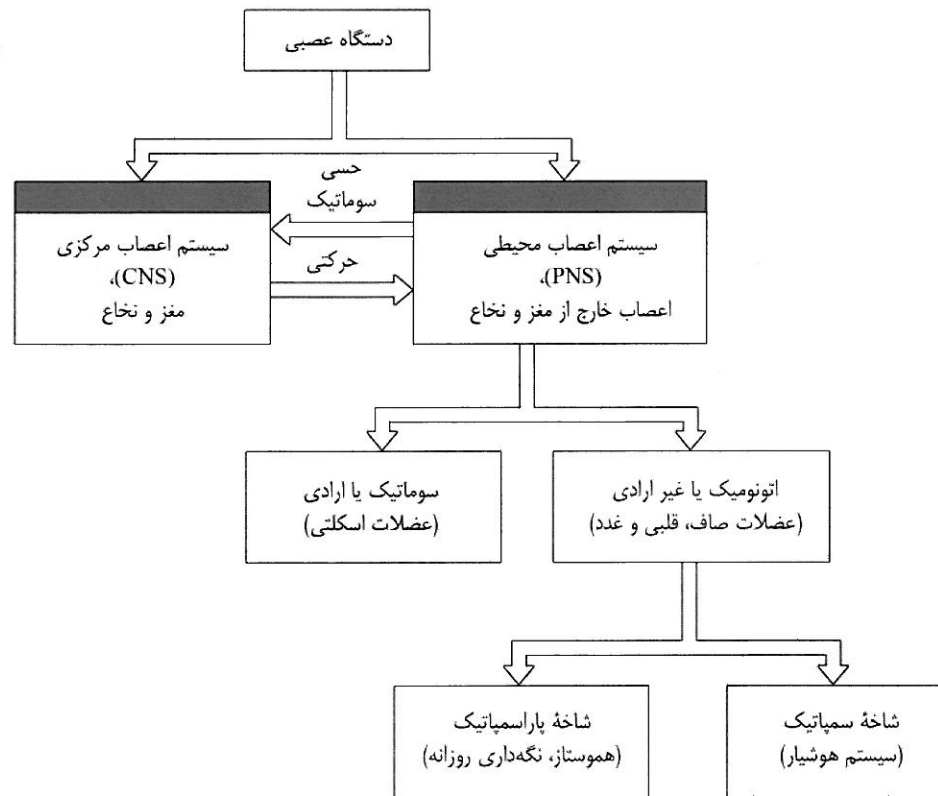 دستگاه عصبی
حسی
سوماتیک
حرکتی
سیستم اعصاب محیطی
(PNS)،
اعصاب خارج از مغز و نخاع
سیستم اعصاب مرکزی
(CNS)،
مغز و نخاع
اتونومیک یا غیر ارادی
(عضلات صاف، قلبی و غدد)
سوماتیک یا ارادی
(عضلات اسکلتی)
شاخهٔ سمپاتیک
(سیستم هوشیار)
شاخهٔ پاراسمپاتیک
(هموستاز، نگه‌داری روزانه)